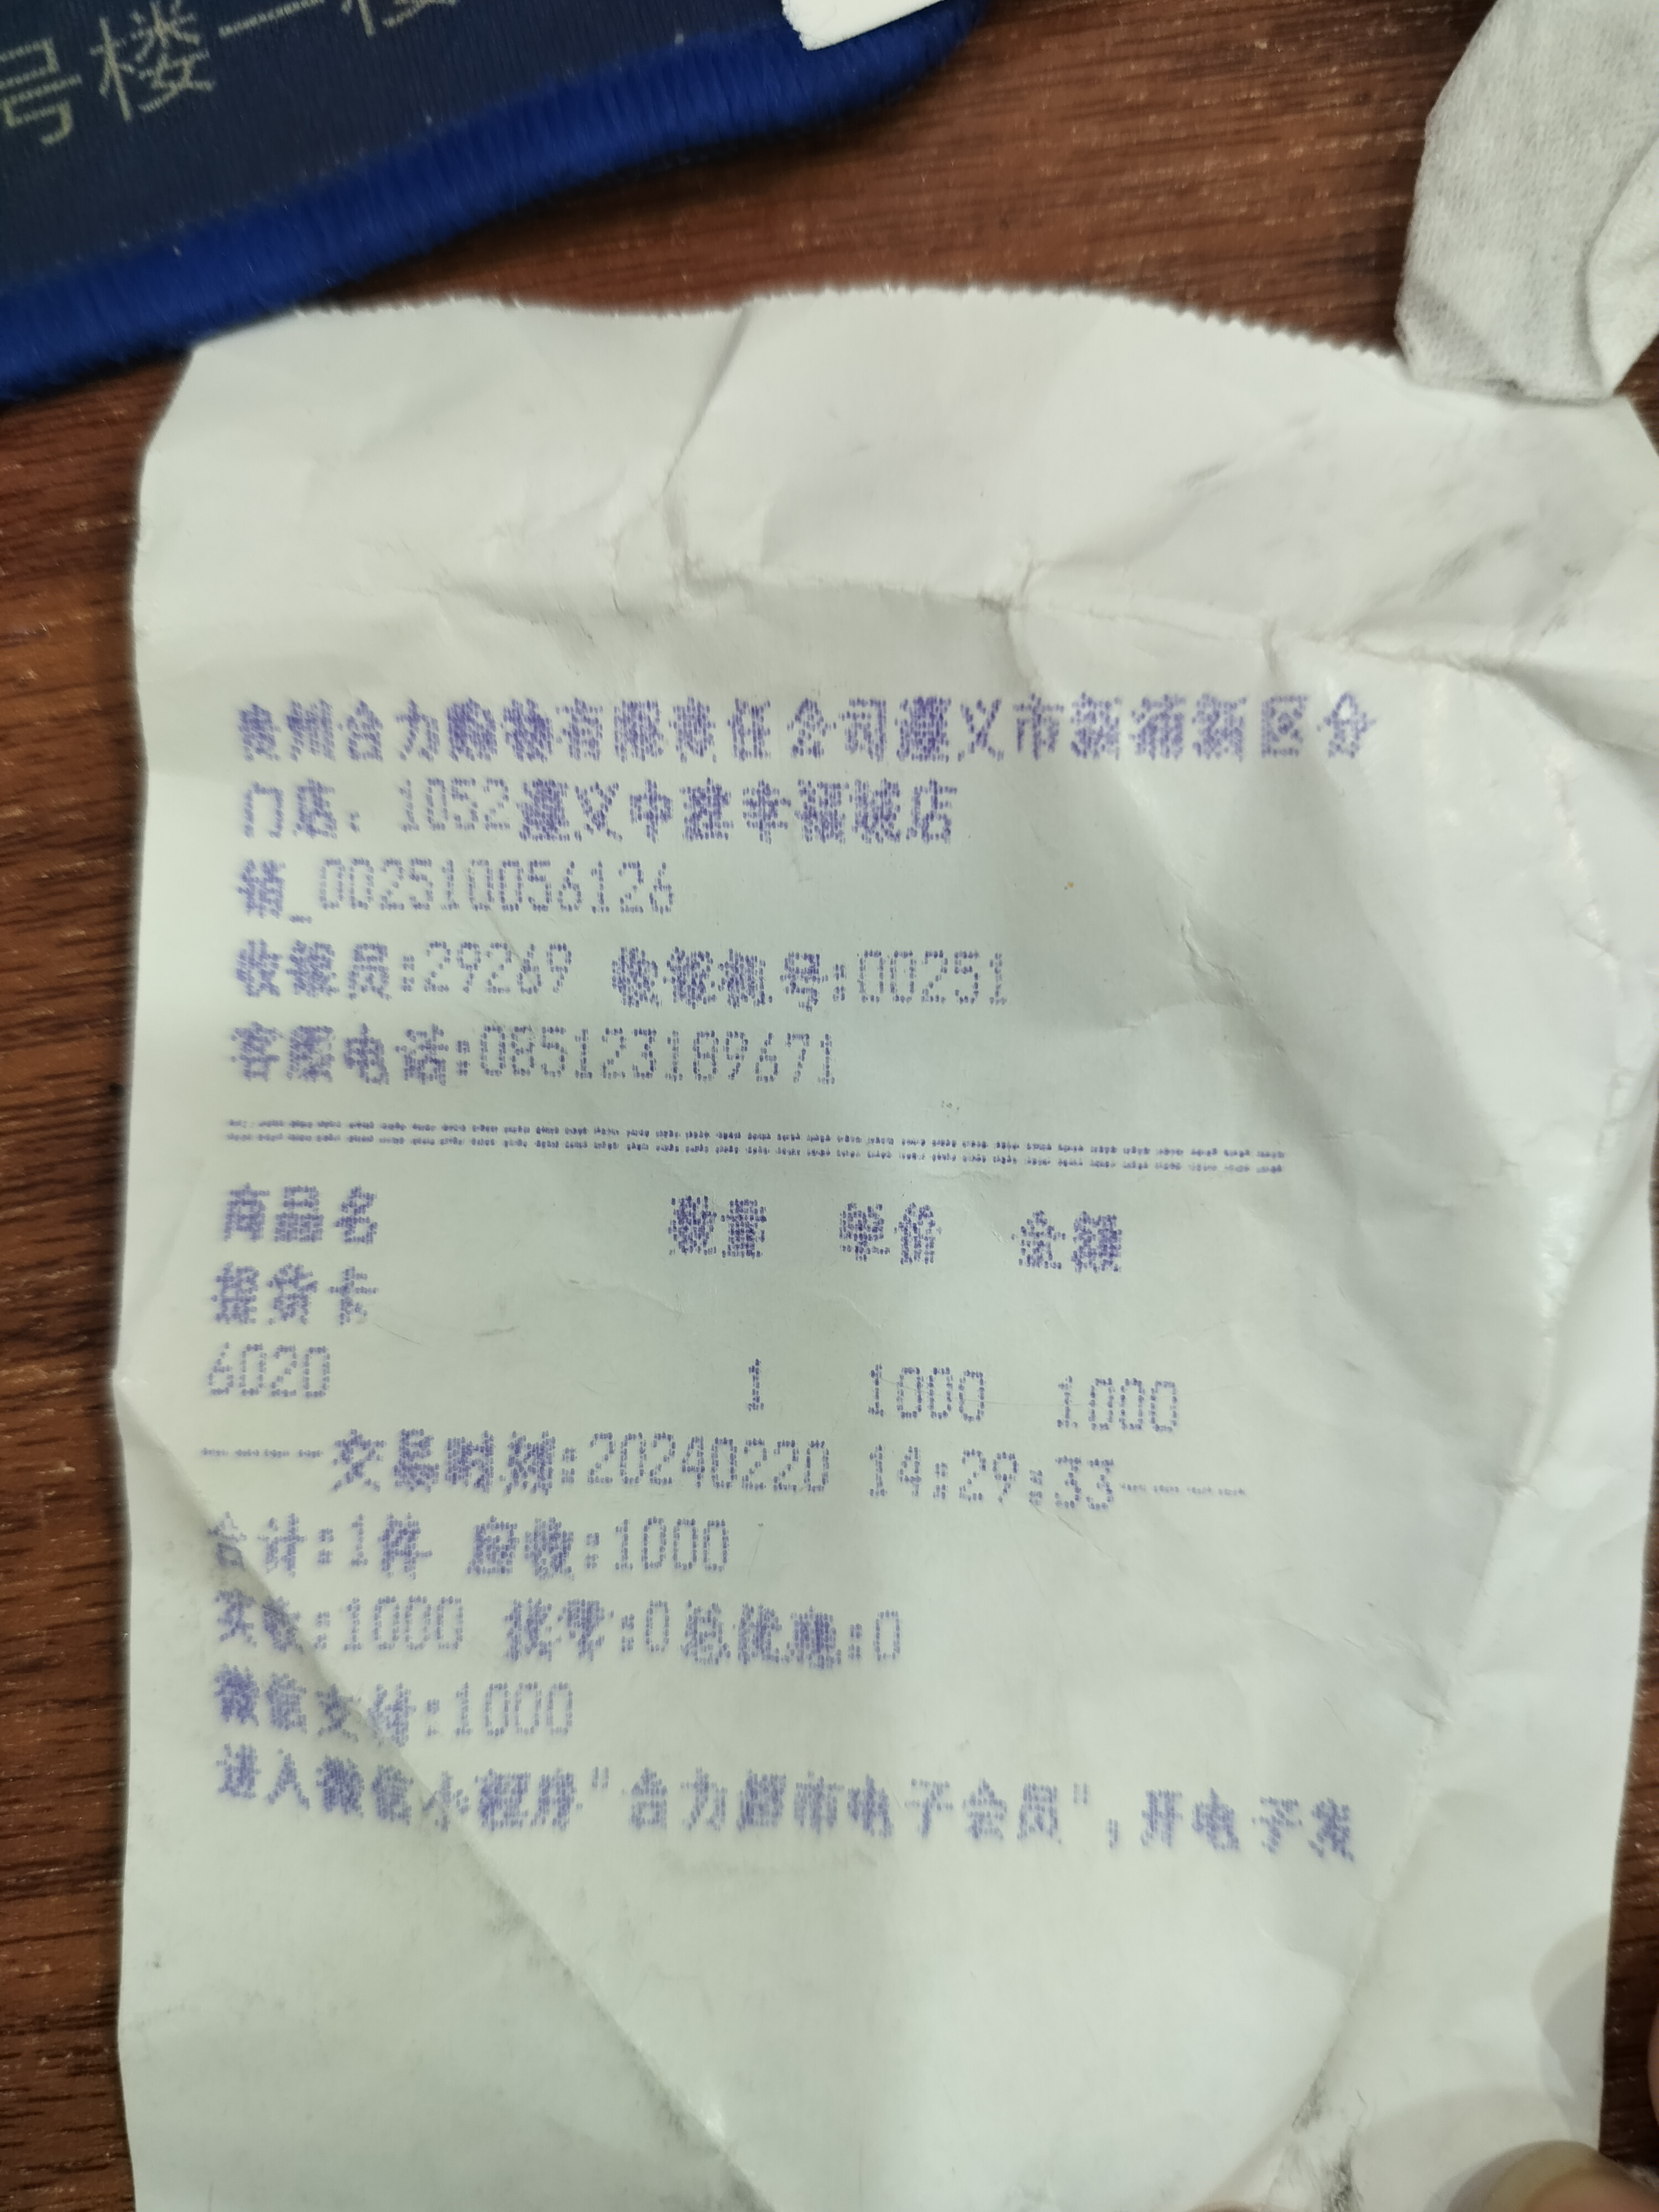 号楼一楼
贵州合力购物有限责任公司遵义市新蒲新区分
门店: 1052遵义中建幸福城店
销_002510056126
收银员:29269 收银机号:00251
客服电话:085123189671
商品名 数量 单价 金额
提货卡
6020 1 1000 1000
----交易时刻:20240220 14:29:33----
合计:1件 应收:1000
实收:1000 找零:0总优惠:0
微信支付:1000
进入微信小程序"合力超市电子会员",开电子发